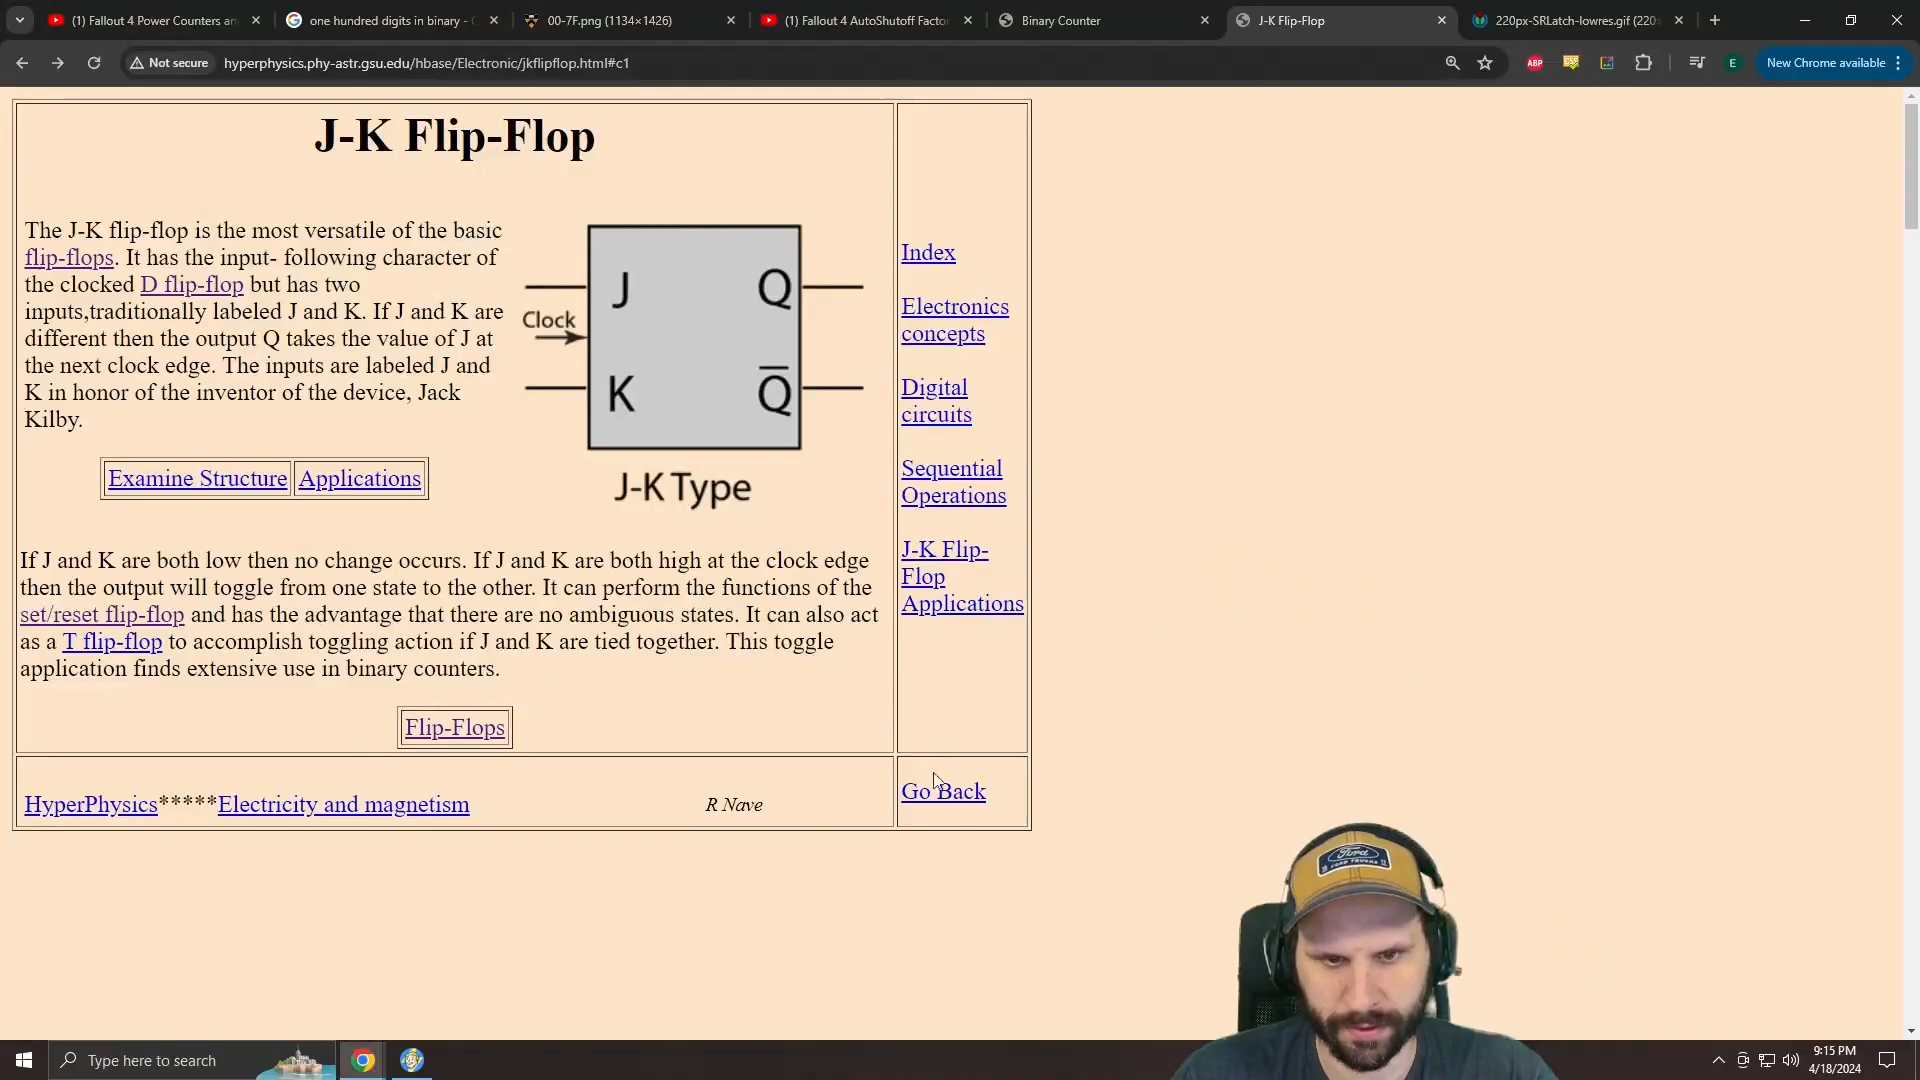 (1) Fallout 4 Power Counters an
one hundred digits in binary - G
00-7F.png (1134×1426)
(1) Fallout 4 AutoShutoff Factor
Binary Counter
J-K Flip-Flop
220px-SRLatch-lowres.gif (220×
Not secure
hyperphysics.phy-astr.gsu.edu/hbase/Electronic/jkflipflop.html#c1
ABP
E
New Chrome available
J-K Flip-Flop
The J-K flip-flop is the most versatile of the basic
flip-flops. It has the input- following character of
the clocked D flip-flop but has two
inputs,traditionally labeled J and K. If J and K are
different then the output Q takes the value of J at
the next clock edge. The inputs are labeled J and
K in honor of the inventor of the device, Jack
Kilby.
Examine Structure Applications
J
Q
Clock
K
Q̅
J-K Type
If J and K are both low then no change occurs. If J and K are both high at the clock edge
then the output will toggle from one state to the other. It can perform the functions of the
set/reset flip-flop and has the advantage that there are no ambiguous states. It can also act
as a T flip-flop to accomplish toggling action if J and K are tied together. This toggle
application finds extensive use in binary counters.
Flip-Flops
Index
Electronics
concepts
Digital
circuits
Sequential
Operations
J-K Flip-
Flop
Applications
HyperPhysics*****Electricity and magnetism
R Nave
Go Back
Ford
Type here to search
9:15 PM
4/18/2024